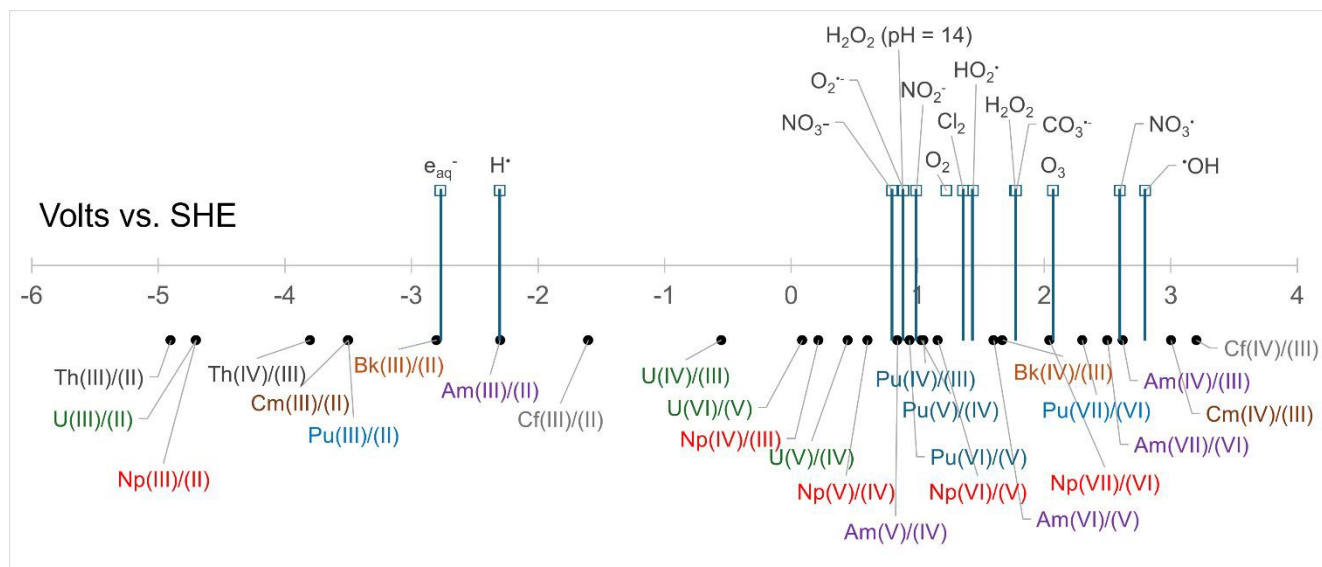 H₂O₂ (pH = 14)
O₂•-
HO₂•
NO₂-
H₂O₂
NO₃-
Cl₂
CO₃•-
NO₃•
eaq-
H•
O₂
O₃
•OH
Volts vs. SHE
-6 -5 -4 -3 -2 -1 0 1 2 3 4
Th(III)/(II)
Th(IV)/(III)
Bk(III)/(II)
Am(III)/(II)
Cf(III)/(II)
U(III)/(II)
Cm(III)/(II)
Pu(III)/(II)
Np(III)/(II)
U(IV)/(III)
U(VI)/(V)
Np(IV)/(III)
U(V)/(IV)
Np(V)/(IV)
Am(V)/(IV)
Pu(IV)/(III)
Pu(V)/(IV)
Pu(VI)/(V)
Np(VI)/(V)
Am(VI)/(V)
Bk(IV)/(III)
Pu(VII)/(VI)
Np(VII)/(VI)
Am(VII)/(VI)
Am(IV)/(III)
Cm(IV)/(III)
Cf(IV)/(III)